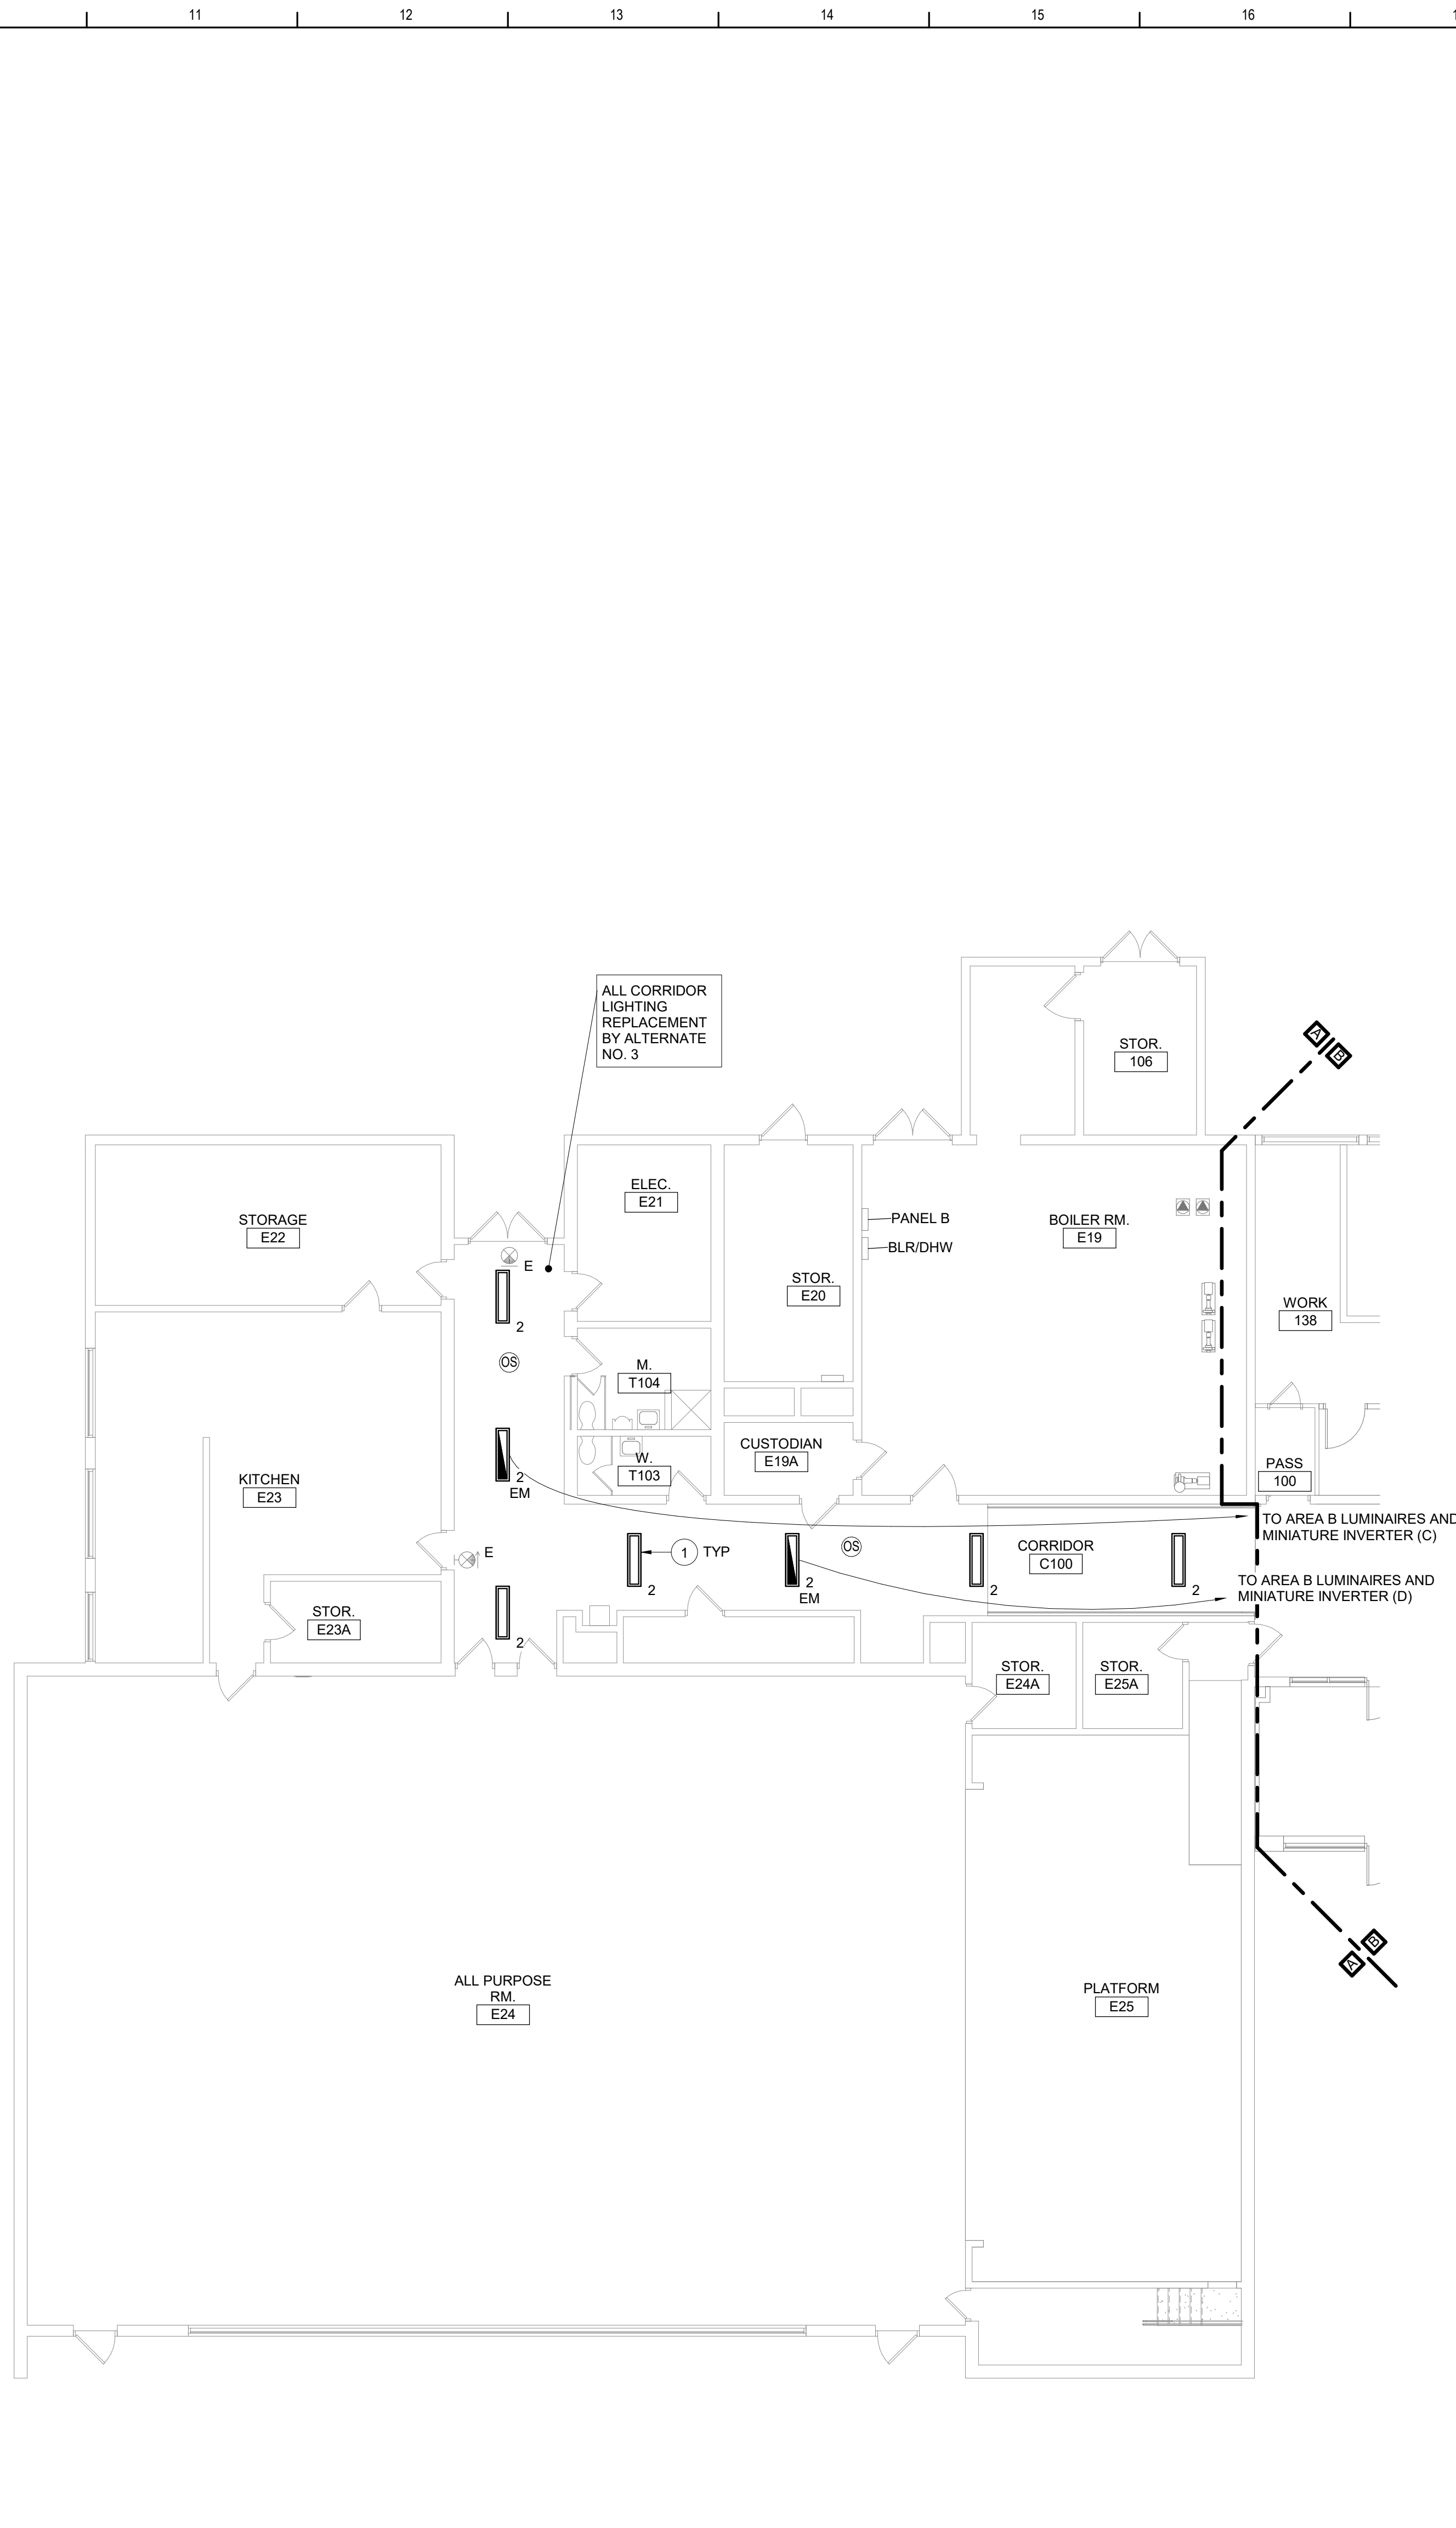 11
12
13
14
15
16
ALL CORRIDOR
LIGHTING
REPLACEMENT
BY ALTERNATE
NO. 3
STOR.
106
A
B
ELEC.
E21
STORAGE
E22
PANEL B
BLR/DHW
BOILER RM.
E19
E
STOR.
E20
WORK
138
2
OS
M.
T104
CUSTODIAN
E19A
W.
T103
PASS
100
KITCHEN
E23
2
EM
TO AREA B LUMINAIRES AND
MINIATURE INVERTER (C)
E
1 TYP
OS
CORRIDOR
C100
2
2
EM
2
2
TO AREA B LUMINAIRES AND
MINIATURE INVERTER (D)
STOR.
E23A
2
STOR.
E24A
STOR.
E25A
B
A
ALL PURPOSE
RM.
E24
PLATFORM
E25